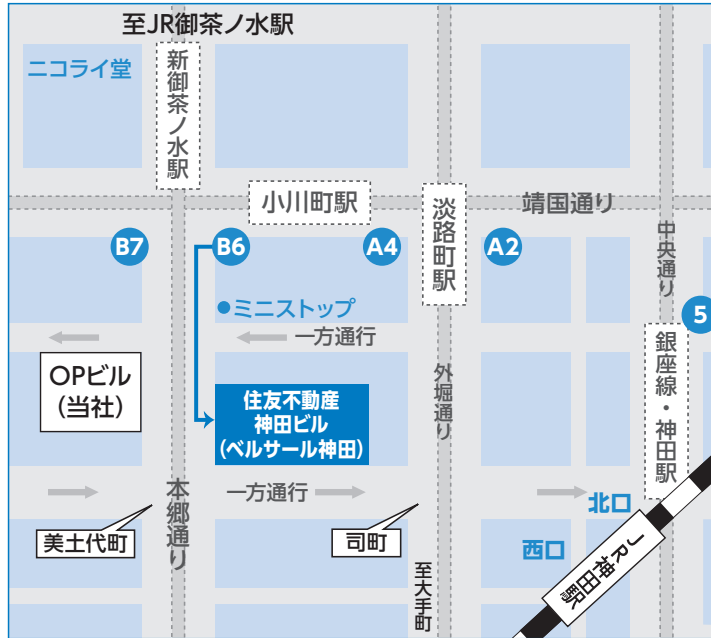 至JR御茶ノ水駅
ニコライ堂
新御茶ノ水駅
小川町駅
淡路町駅
靖国通り
中央通り
B7
B6
A4
A2
5
ミニストップ
一方通行
OPビル
(当社)
住友不動産
神田ビル
(ベルサール神田)
外堀通り
銀座線・神田駅
本郷通り
一方通行
北口
美土代町
司町
西口
JR神田駅
至大手町